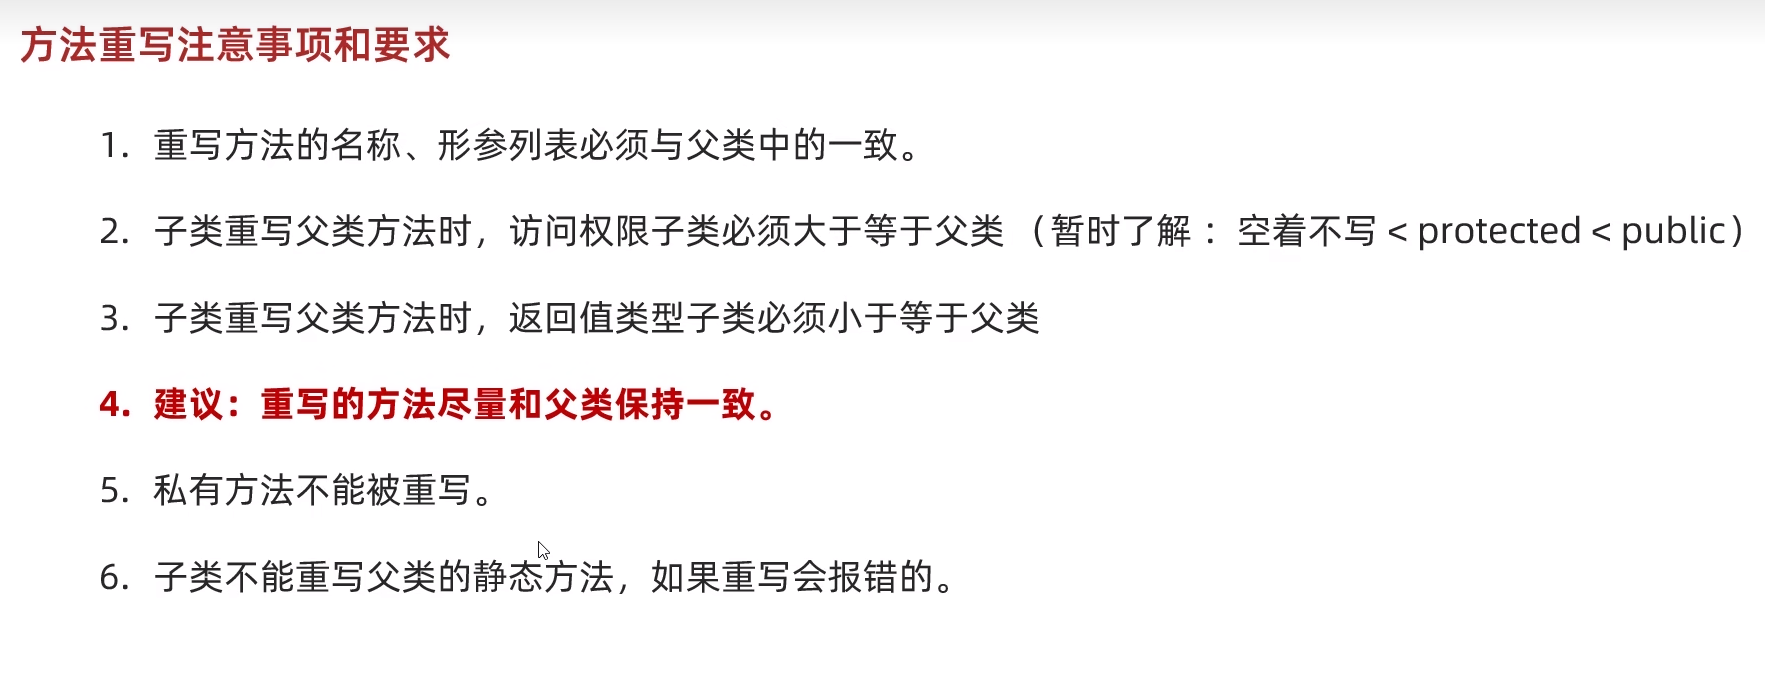 方法重写注意事项和要求
1. 重写方法的名称、形参列表必须与父类中的一致。
2. 子类重写父类方法时，访问权限子类必须大于等于父类 （暂时了解 ：空着不写 < protected < public）
3. 子类重写父类方法时，返回值类型子类必须小于等于父类
4. 建议：重写的方法尽量和父类保持一致。
5. 私有方法不能被重写。
6. 子类不能重写父类的静态方法，如果重写会报错的。